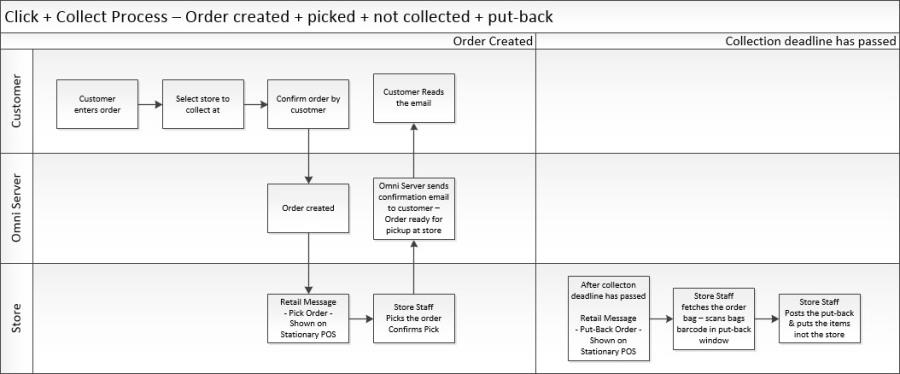 Click + Collect Process – Order created + picked + not collected + put-back
Order Created
Collection deadline has passed
Customer
Customer
enters order
Select store to
collect at
Confirm order by
cusotmer
Customer Reads
the email
Omni Server
Order created
Omni Server sends
confirmation email
to customer –
Order ready for
pickup at store
Store
Retail Message
- Pick Order -
Shown on
Stationary POS
Store Staff
Picks the order
Confirms Pick
After collecton
deadline has passed
Retail Message
- Put-Back Order -
Shown on
Stationary POS
Store Staff
fetches the order
bag – scans bags
barcode in put-back
window
Store Staff
Posts the put-back
& puts the items
inot the store